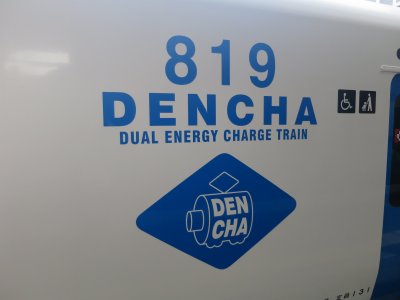 819
DENCHA
DUAL ENERGY CHARGE TRAIN
DEN
CHA